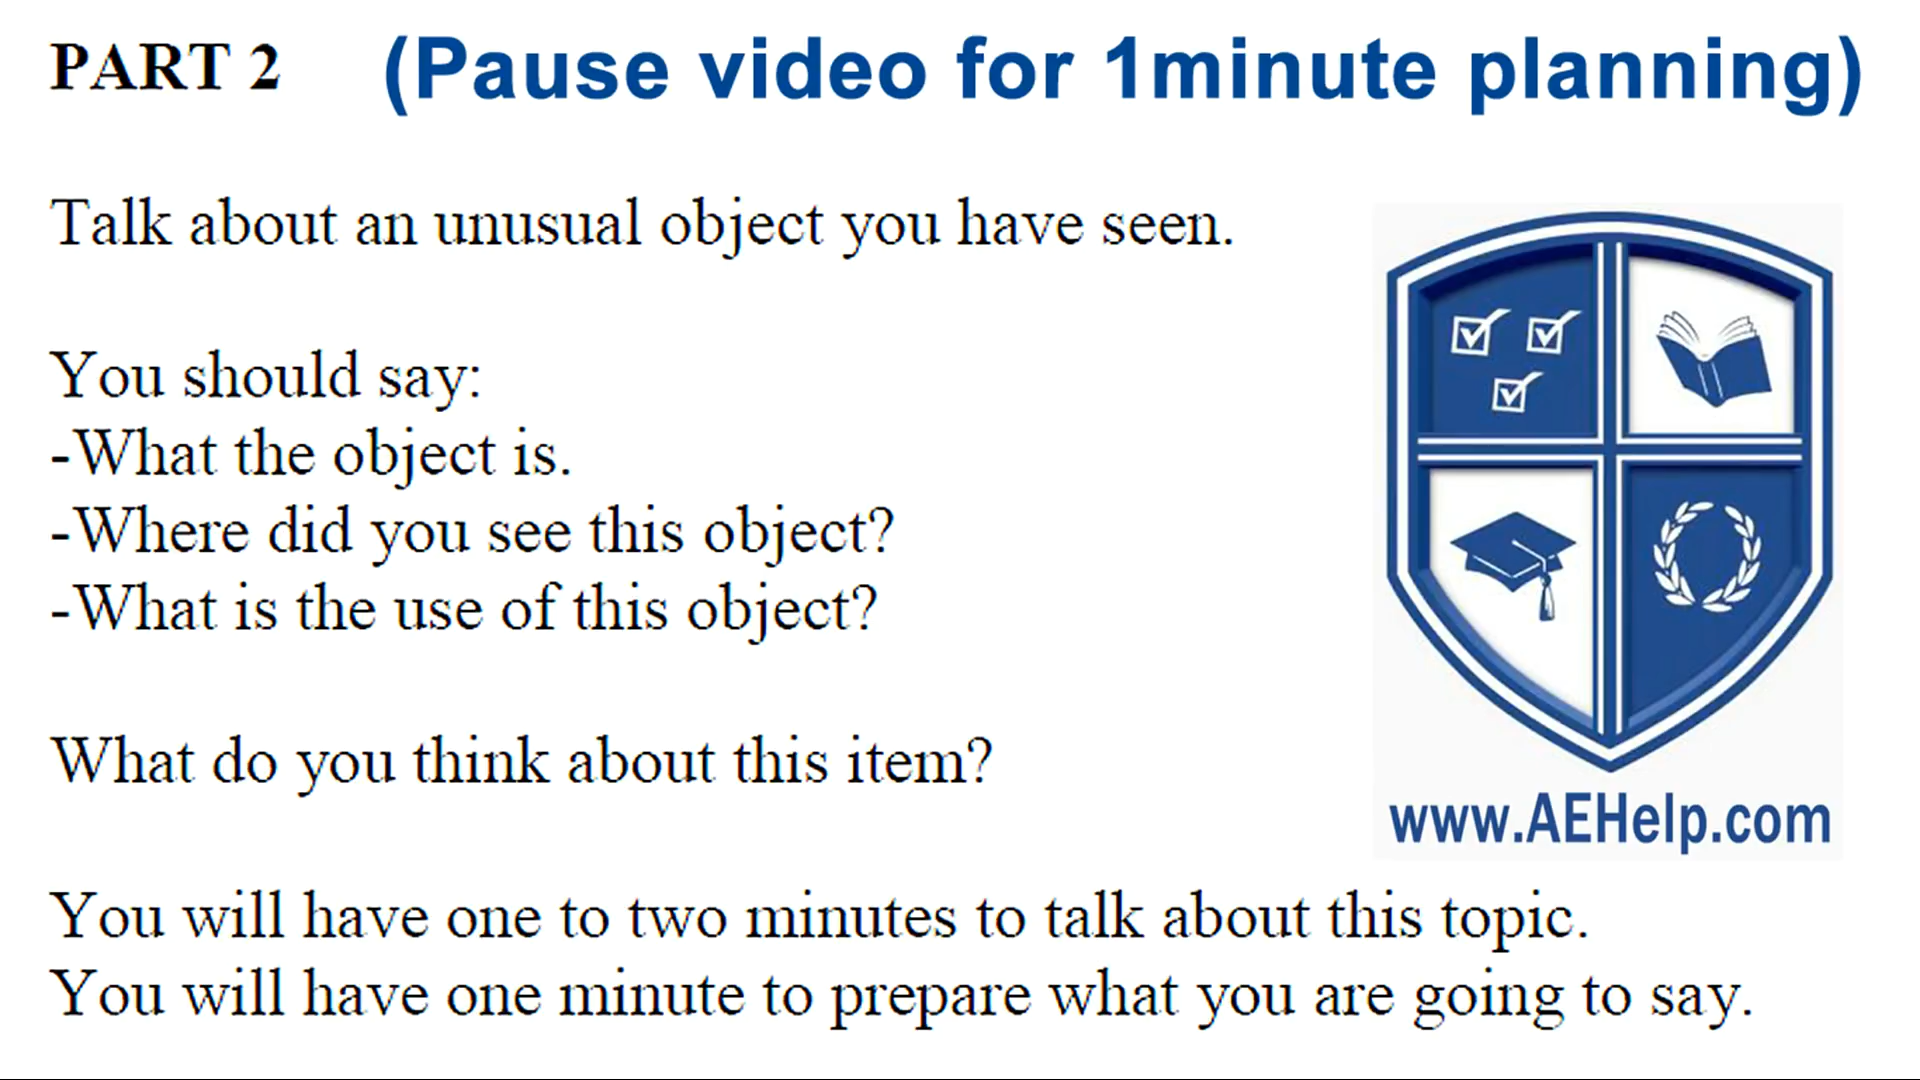 PART 2 (Pause video for 1minute planning)
Talk about an unusual object you have seen.
You should say:
-What the object is.
-Where did you see this object?
-What is the use of this object?
What do you think about this item?
www.AEHelp.com
You will have one to two minutes to talk about this topic.
You will have one minute to prepare what you are going to say.